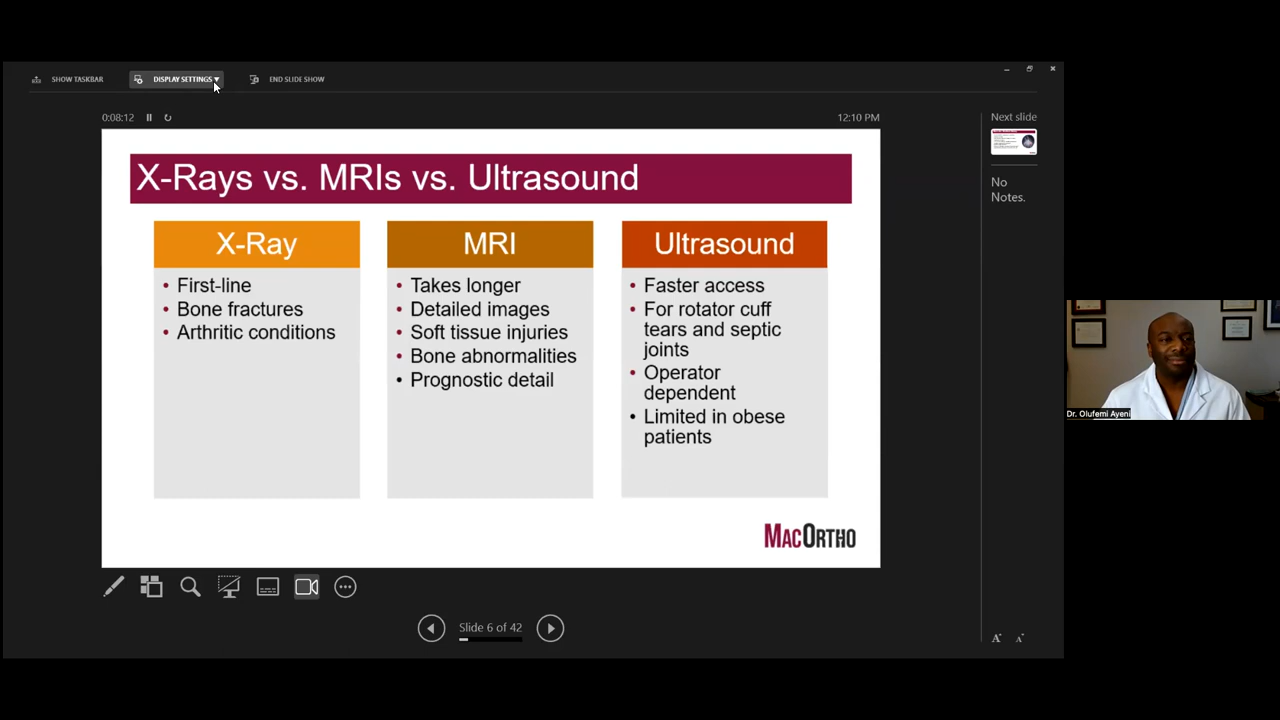 SHOW TASKBAR
DISPLAY SETTINGS
END SLIDE SHOW
0:08:12
12:10 PM
Next slide
No
Notes.
X-Rays vs. MRIs vs. Ultrasound
X-Ray
• First-line
• Bone fractures
• Arthritic conditions
MRI
• Takes longer
• Detailed images
• Soft tissue injuries
• Bone abnormalities
• Prognostic detail
Ultrasound
• Faster access
• For rotator cuff
tears and septic
joints
• Operator
dependent
• Limited in obese
patients
MACORTHO
Slide 6 of 42
A
A
Dr. Olufemi Ayeni